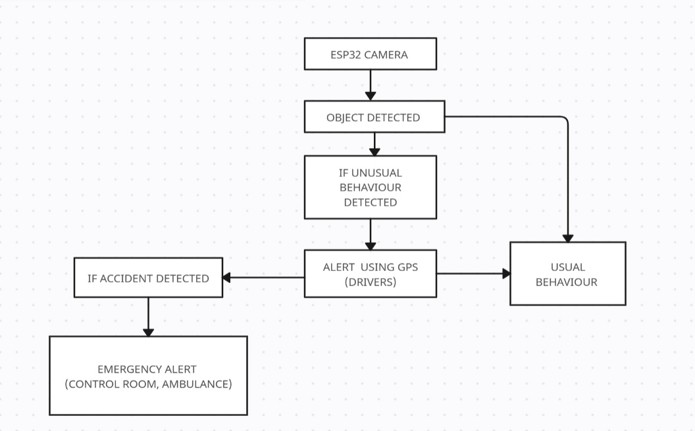 ESP32 CAMERA
OBJECT DETECTED
IF UNUSUAL
BEHAVIOUR
DETECTED
ALERT USING GPS
(DRIVERS)
USUAL
BEHAVIOUR
IF ACCIDENT DETECTED
EMERGENCY ALERT
(CONTROL ROOM, AMBULANCE)